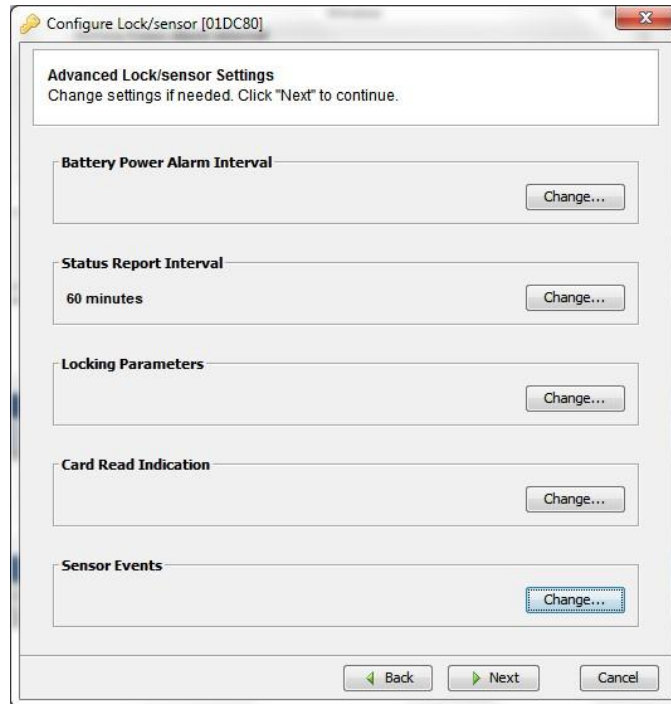 Configure Lock/sensor [01DC80]
Advanced Lock/sensor Settings
Change settings if needed. Click "Next" to continue.
Battery Power Alarm Interval
Change...
Status Report Interval
60 minutes
Change...
Locking Parameters
Change...
Card Read Indication
Change...
Sensor Events
Change...
Back
Next
Cancel